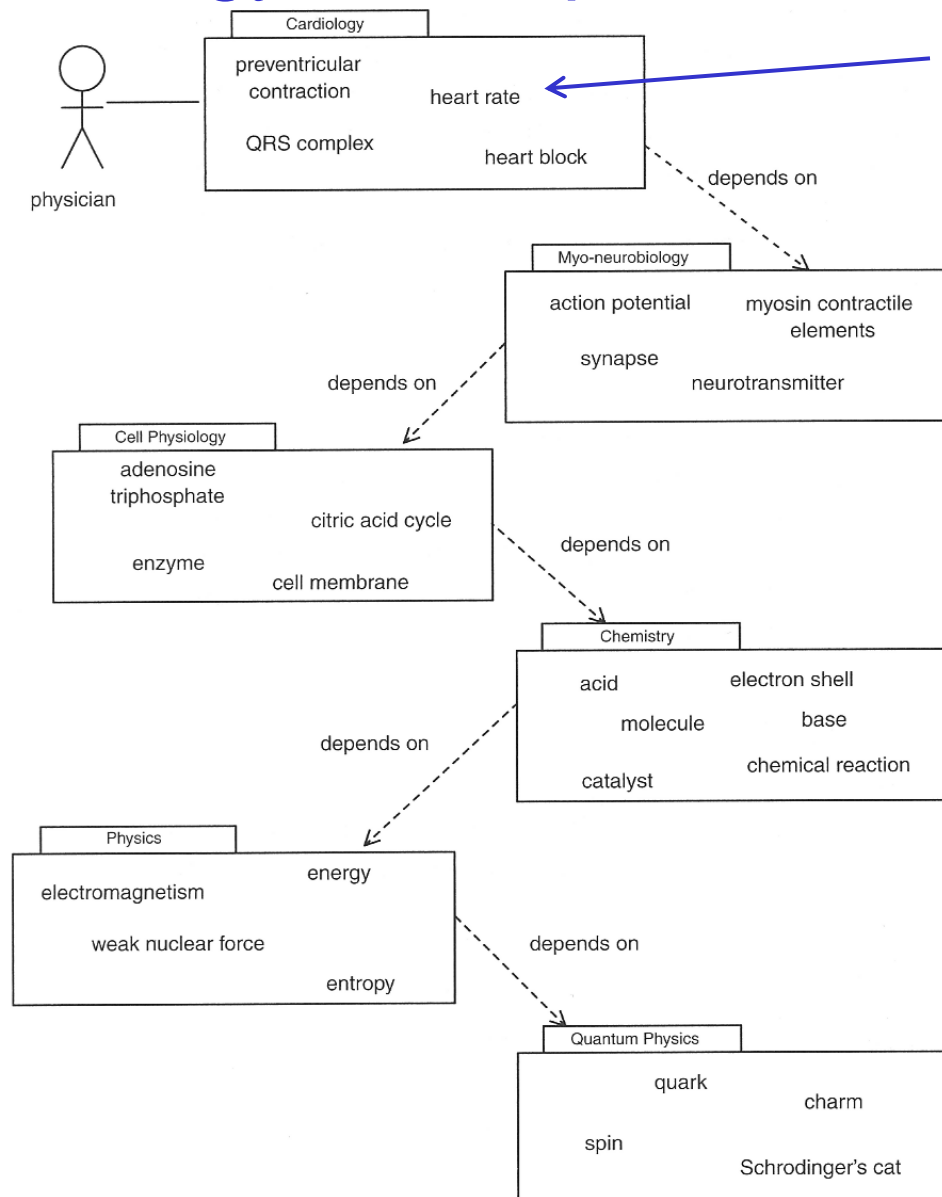 Cardiology
preventricular
contraction
heart rate
QRS complex
heart block
physician
depends on
Myo-neurobiology
action potential
myosin contractile
elements
synapse
neurotransmitter
depends on
Cell Physiology
adenosine
triphosphate
citric acid cycle
enzyme
cell membrane
depends on
Chemistry
acid
electron shell
molecule
base
catalyst
chemical reaction
depends on
Physics
energy
electromagnetism
weak nuclear force
entropy
depends on
Quantum Physics
quark
charm
spin
Schrodinger's cat